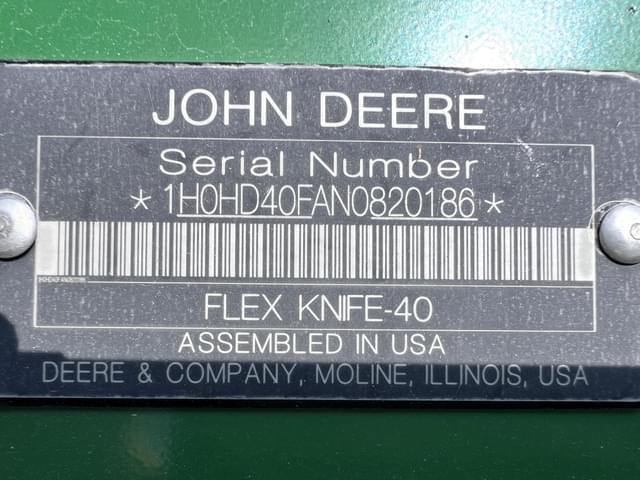 JOHN DEERE
Serial Number
*1H0HD40FAN0820186*
FLEX KNIFE-40
ASSEMBLED IN USA
DEERE & COMPANY, MOLINE, ILLINOIS, USA